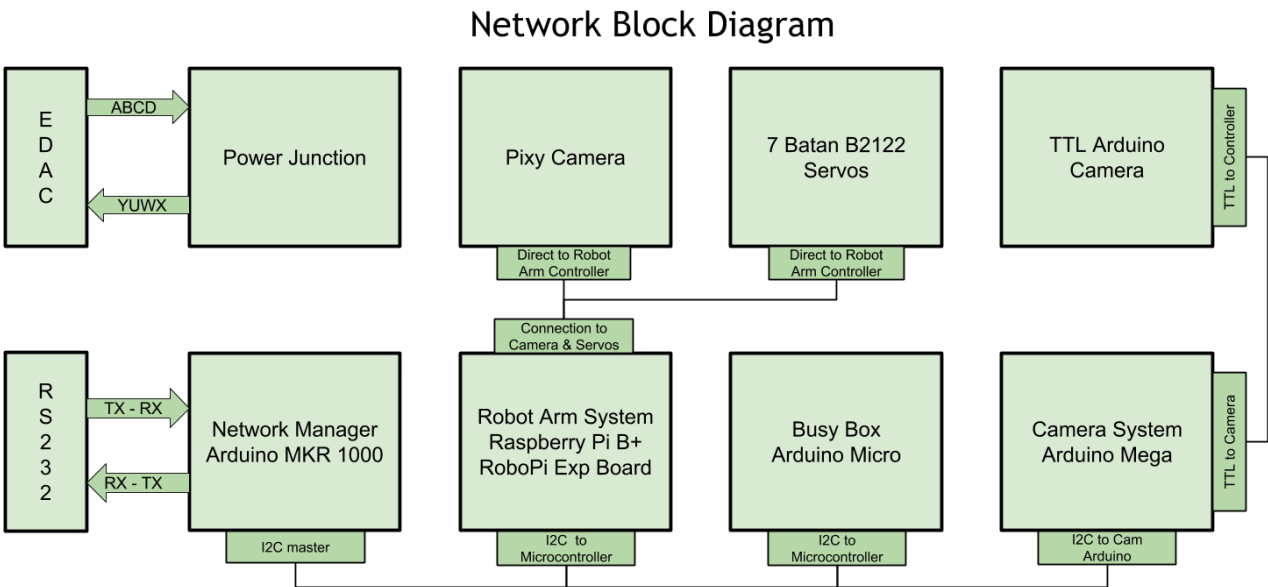 Network Block Diagram
E
D
A
C
ABCD
YUWX
Power Junction
Pixy Camera
Direct to Robot
Arm Controller
7 Batan B2122
Servos
Direct to Robot
Arm Controller
TTL Arduino
Camera
TTL to Controller
R
S
2
3
2
TX - RX
RX - TX
Network Manager
Arduino MKR 1000
I2C master
Connection to
Camera & Servos
Robot Arm System
Raspberry Pi B+
RoboPi Exp Board
I2C to
Microcontroller
Busy Box
Arduino Micro
I2C to
Microcontroller
Camera System
Arduino Mega
TTL to Camera
I2C to Cam
Arduino